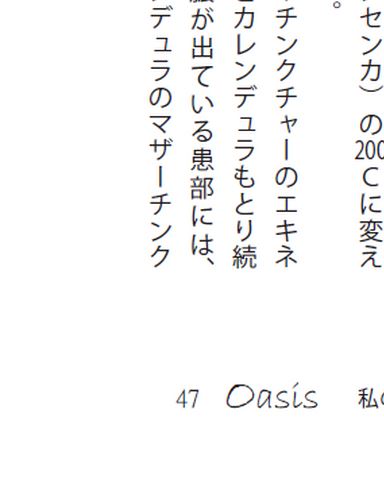 センカ）の200Cに変え
。
チンクチャーのエキネ
カレンデュラもとり続
が出ている患部には、
デュラのマザーチンク
47 Oasis 私